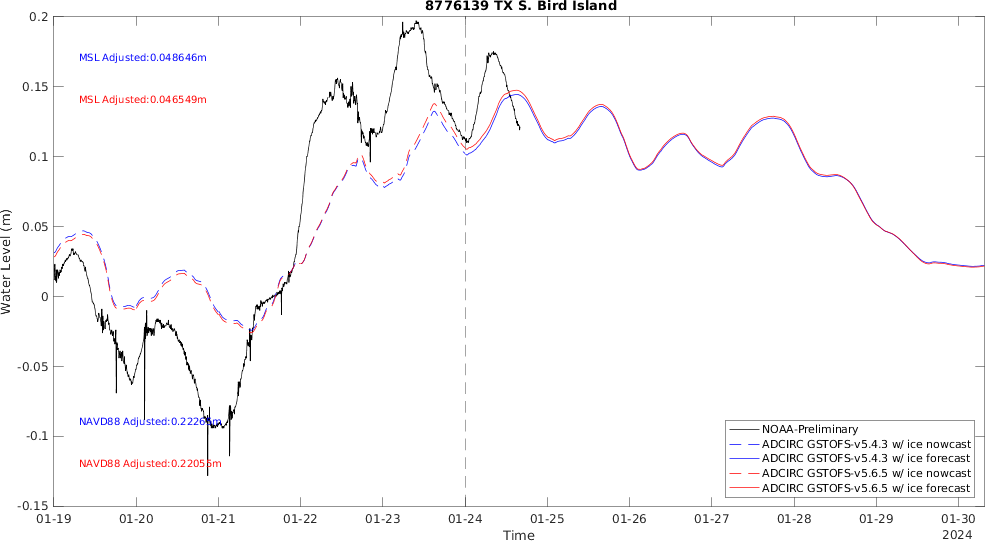 8776139 TX S. Bird Island
0.2
MSL Adjusted:0.048646m
0.15
MSL Adjusted:0.046549m
0.1
0.05
Water Level (m)
0
-0.05
NAVD88 Adjusted:0.2226
-0.1
NAVD88 Adjusted:0.22055m
-0.15
NOAA-Preliminary
ADCIRC GSTOFS-v5.4.3 w/ ice nowcast
ADCIRC GSTOFS-v5.4.3 w/ ice forecast
ADCIRC GSTOFS-v5.6.5 w/ ice nowcast
ADCIRC GSTOFS-v5.6.5 w/ ice forecast
01-19 01-20 01-21 01-22 01-23 01-24 01-25 01-26 01-27 01-28 01-29 01-30
Time
2024